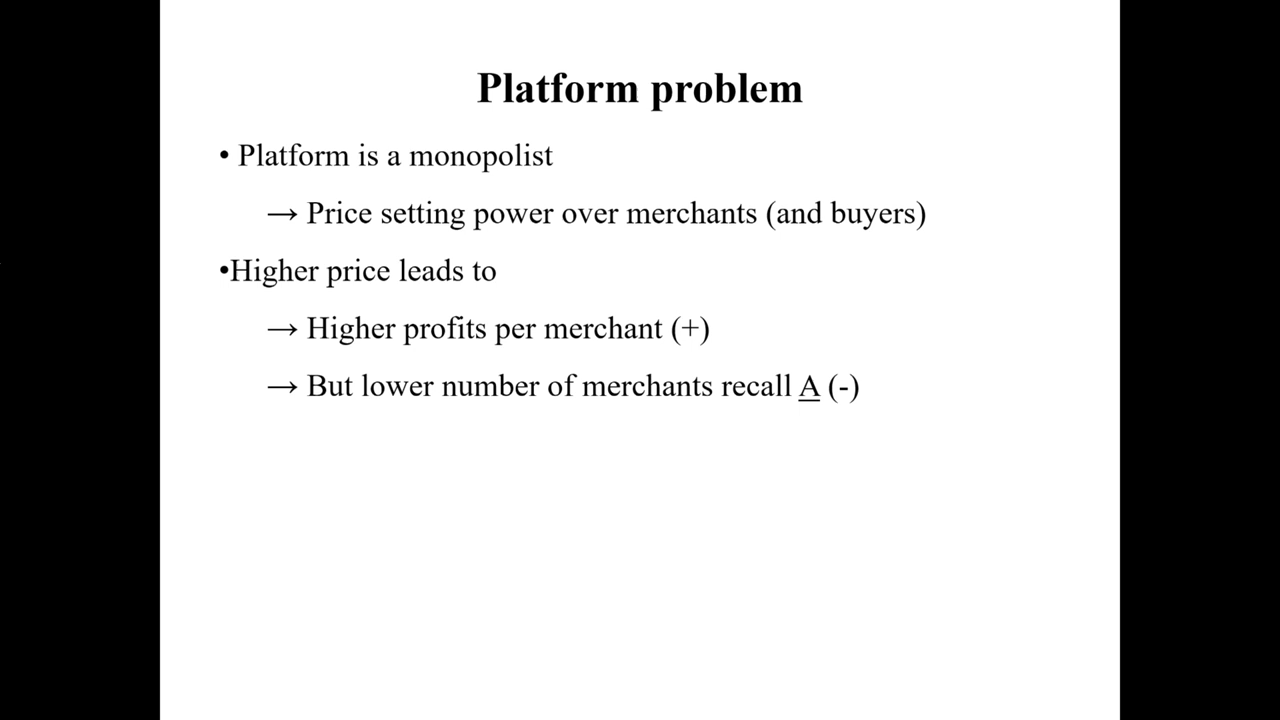 Platform problem
• Platform is a monopolist
→ Price setting power over merchants (and buyers)
•Higher price leads to
→ Higher profits per merchant (+)
→ But lower number of merchants recall A (-)